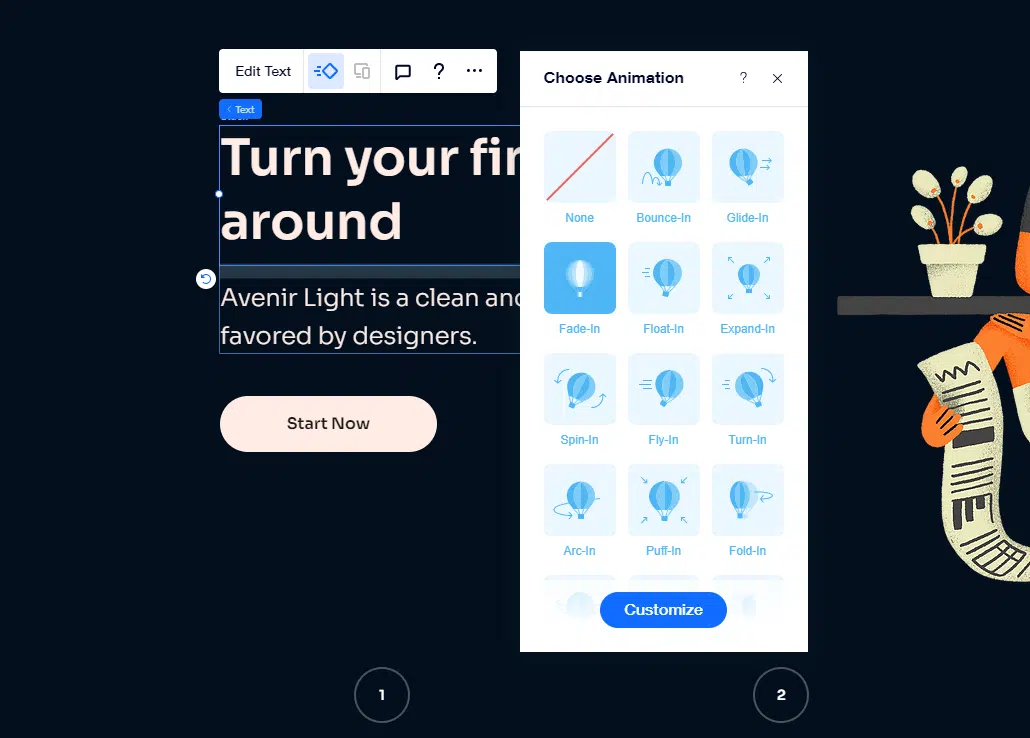 Edit Text
?
Text
Turn your fir
around
Avenir Light is a clean and
favored by designers.
Start Now
Choose Animation
?
None
Bounce-In
Glide-In
Fade-In
Float-In
Expand-In
Spin-In
Fly-In
Turn-In
Arc-In
Puff-In
Fold-In
Customize
1
2